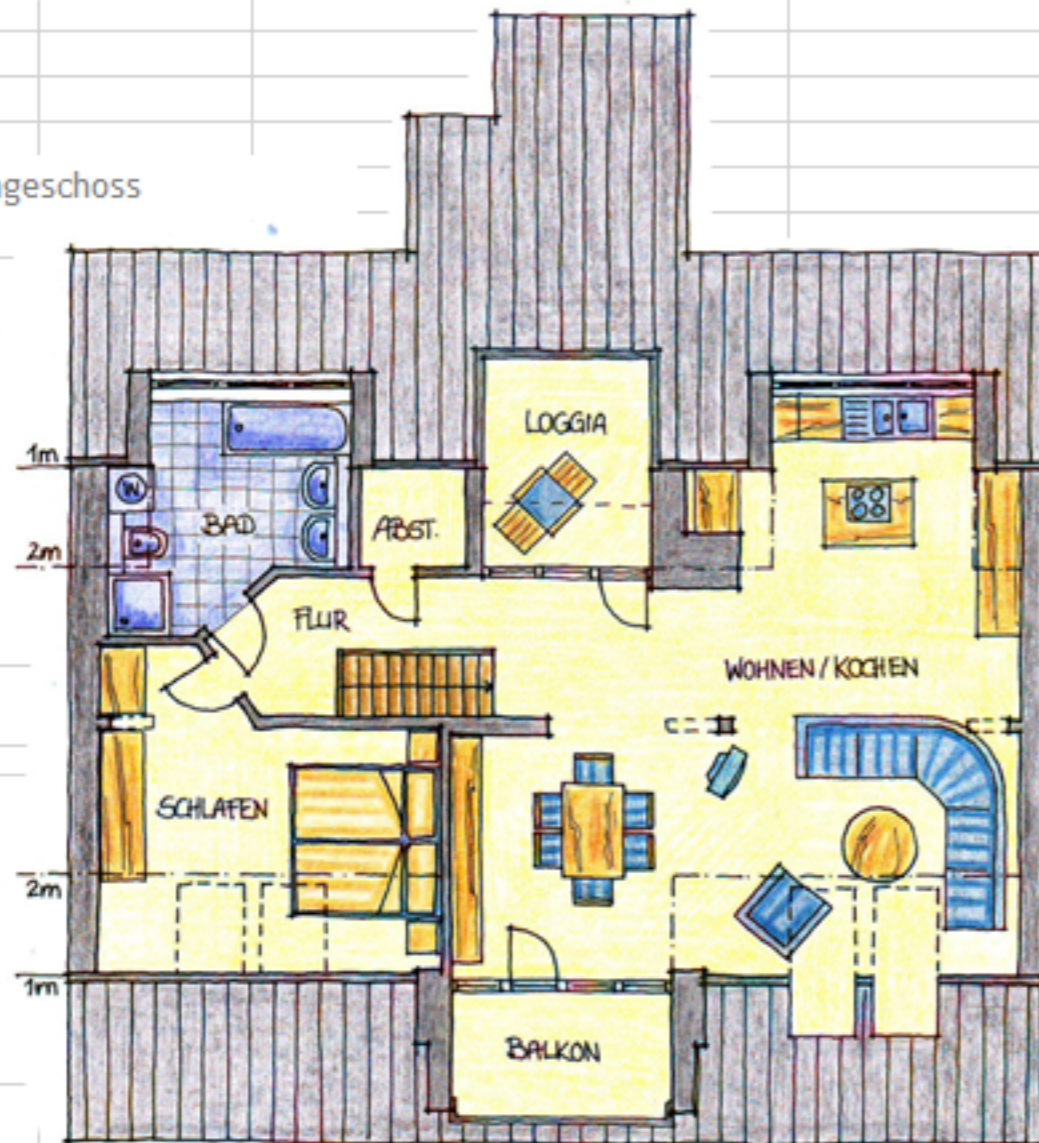 geschoss
LOGGIA
1m
W
BAD
ABST.
2m
FLUR
WOHNEN / KOCHEN
SCHLAFEN
2m
1m
BALKON